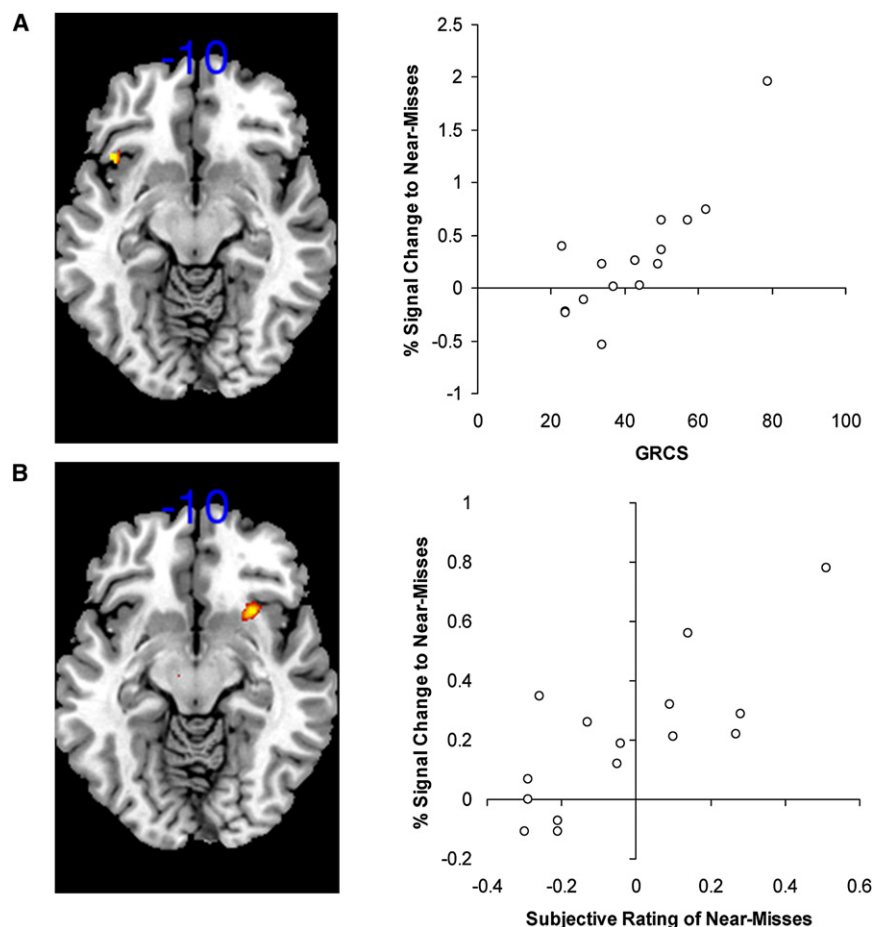 A
-10
% Signal Change to Near-Misses
2.5
2
1.5
1
0.5
0
-0.5
-1
0 20 40 60 80 100
GRCS
B
-10
% Signal Change to Near-Misses
1
0.8
0.6
0.4
0.2
0
-0.2
-0.4 -0.2 0 0.2 0.4 0.6
Subjective Rating of Near-Misses